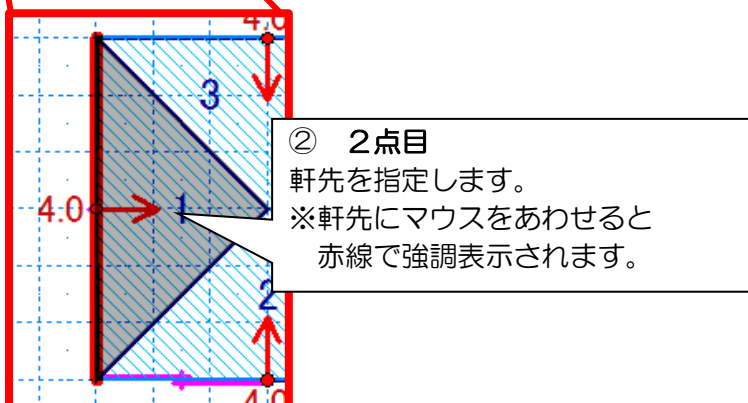 4.0
3
② 2点目
軒先を指定します。
※軒先にマウスをあわせると
赤線で強調表示されます。
4.0
1
2
4.0